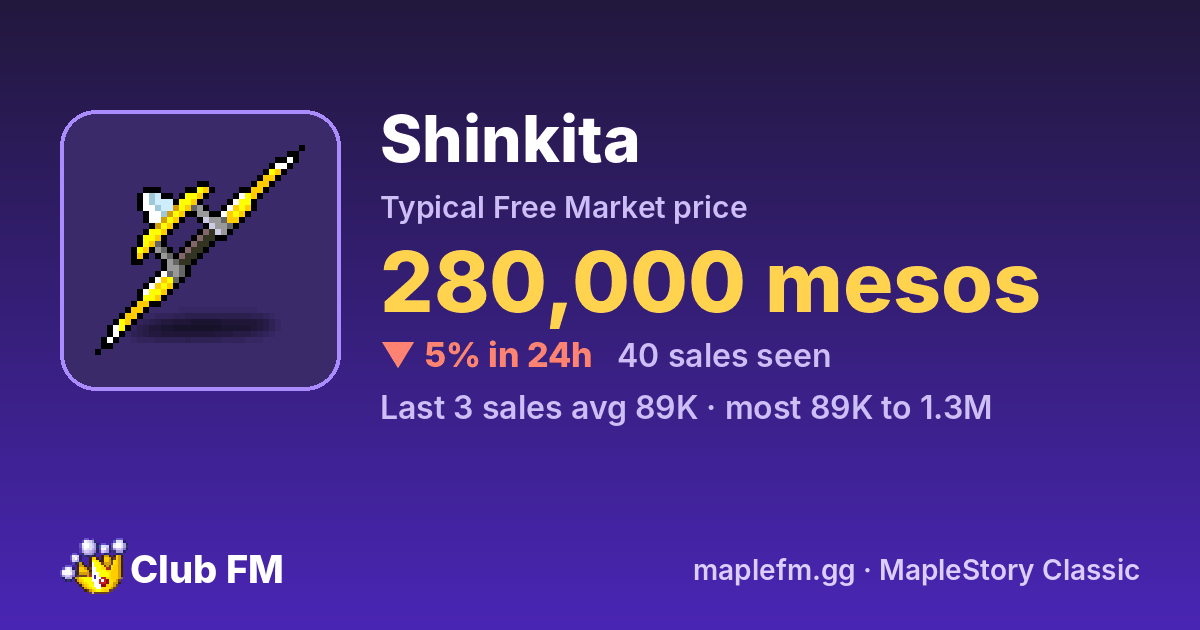 Shinkita
Typical Free Market price
280,000 mesos
▼ 5% in 24h 40 sales seen
Last 3 sales avg 89K · most 89K to 1.3M
Club FM
maplefm.gg · MapleStory Classic